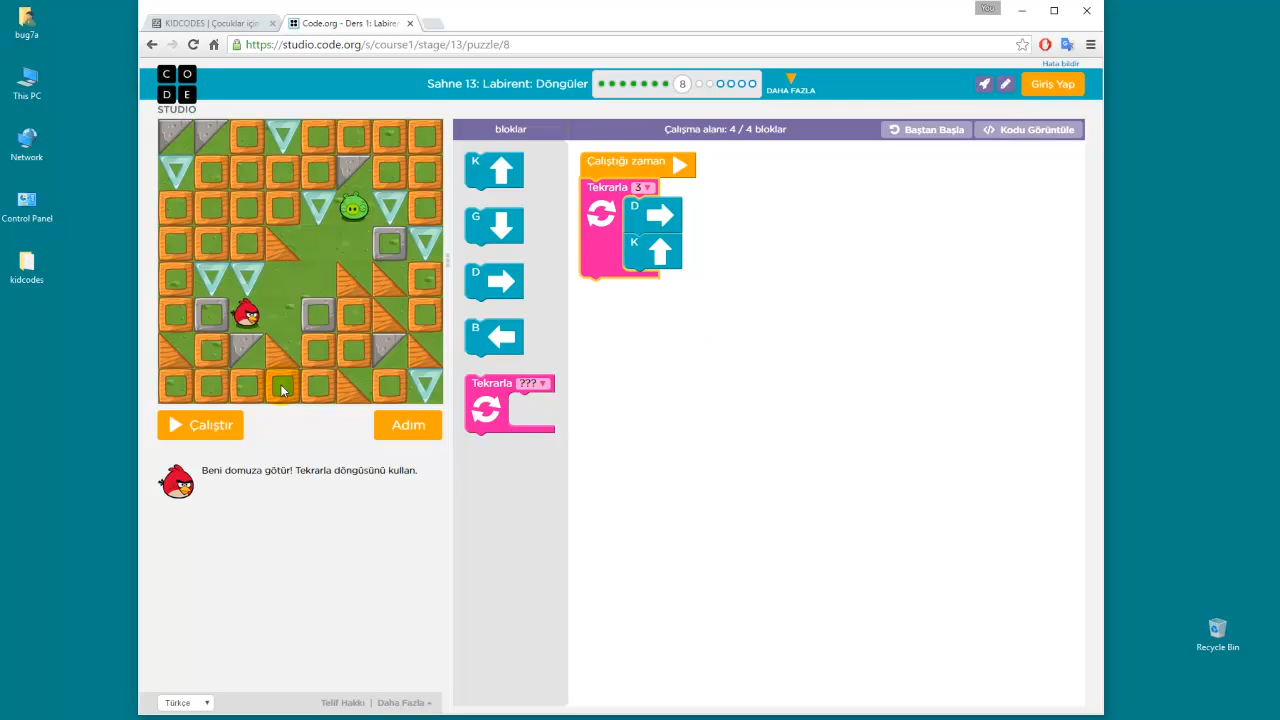 bug7a
This PC
Network
Control Panel
kidcodes
Recycle Bin
KIDCODES | Çocuklar için
Code.org - Ders 1: Labire
You
https://studio.code.org/s/course1/stage/13/puzzle/8
Hata bildir
C O
D E
STUDIO
Sahne 13: Labirent: Döngüler
8
DAHA FAZLA
Giriş Yap
bloklar
Çalışma alanı: 4 / 4 bloklar
Baştan Başla
Kodu Görüntüle
K
G
D
B
Tekrarla ???
Çalıştığı zaman
Tekrarla 3
D
K
Çalıştır
Adım
Beni domuza götür! Tekrarla döngüsünü kullan.
Türkçe
Telif Hakkı | Daha Fazla